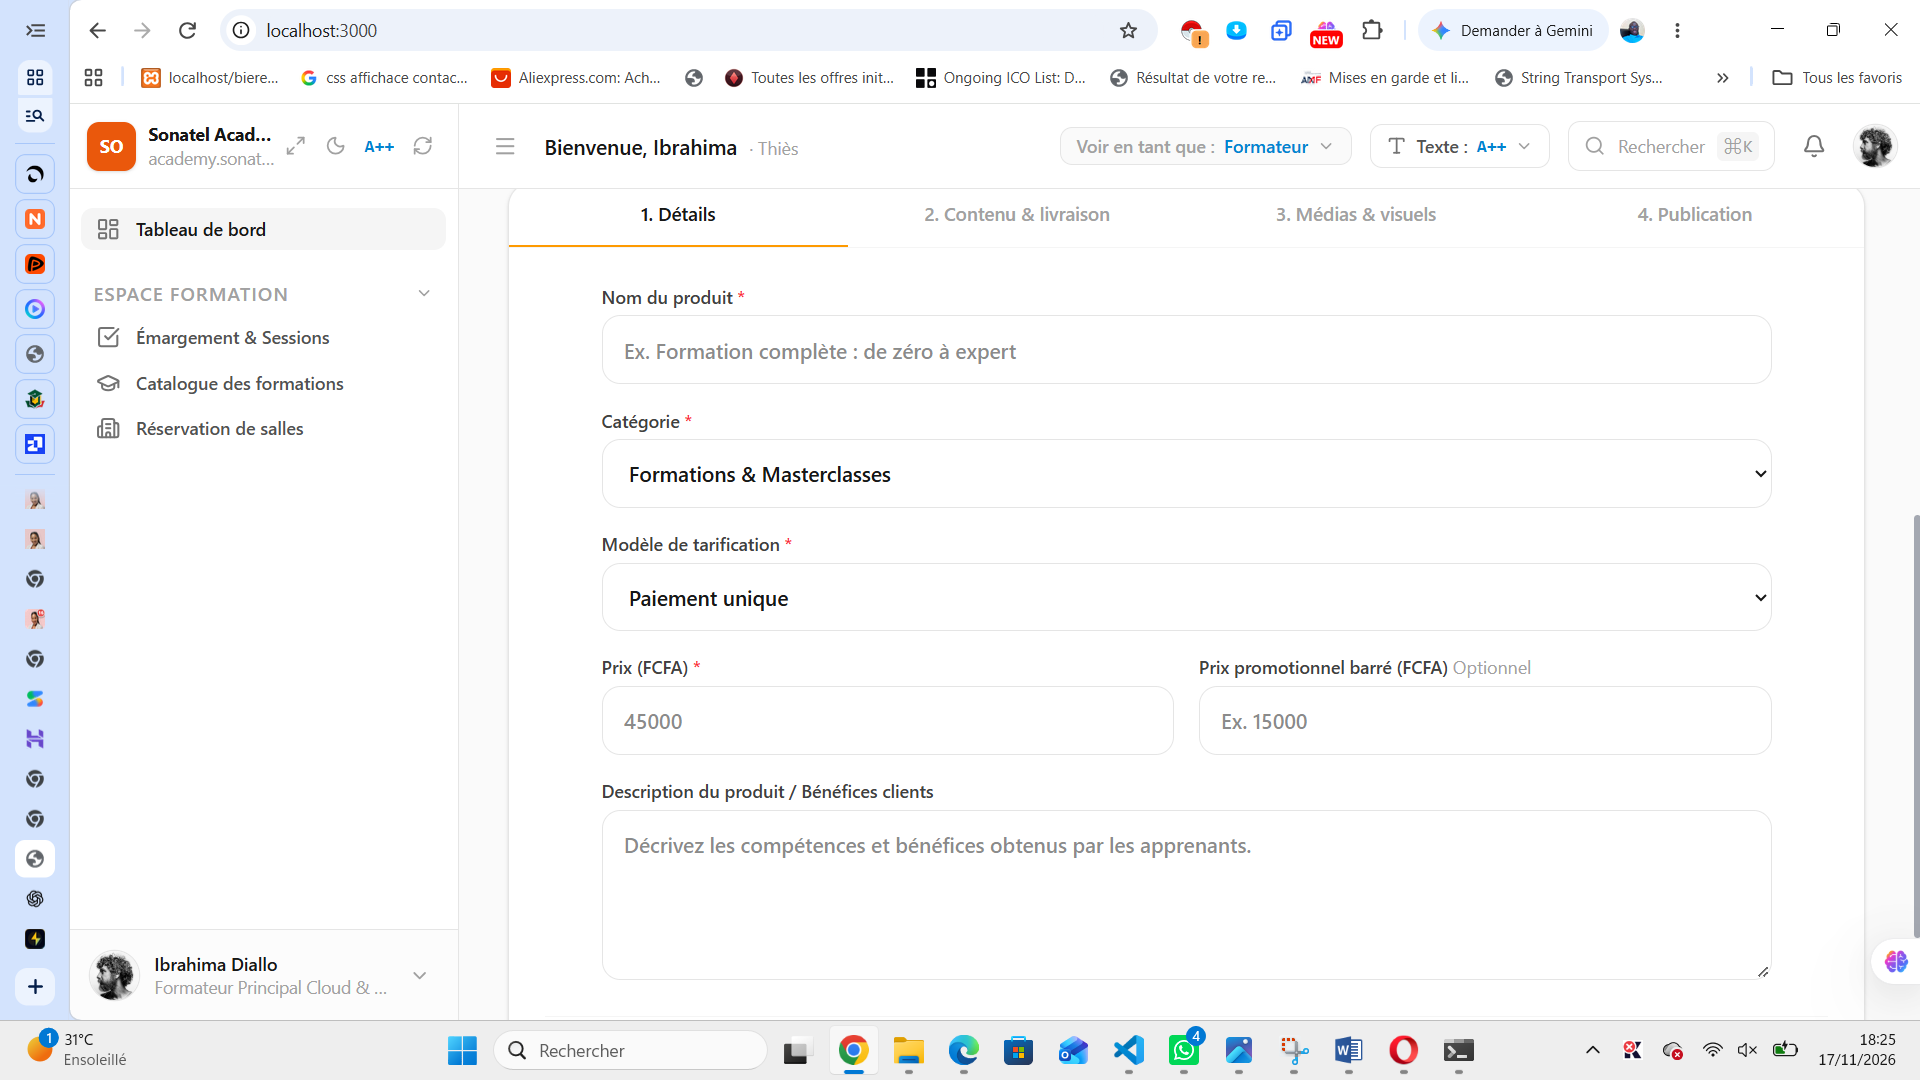 localhost:3000
NEW
Demander à Gemini
localhost/biere...
css affichace contac...
Aliexpress.com: Ach...
Toutes les offres init...
Ongoing ICO List: D...
Résultat de votre re...
Mises en garde et li...
String Transport Sys...
Tous les favoris
SO
Sonatel Acad...
academy.sonat...
A++
Bienvenue, Ibrahima · Thiès
Voir en tant que : Formateur
Texte : A++
Rechercher ⌘K
Tableau de bord
ESPACE FORMATION
Émargement & Sessions
Catalogue des formations
Réservation de salles
1. Détails
2. Contenu & livraison
3. Médias & visuels
4. Publication
Nom du produit *
Ex. Formation complète : de zéro à expert
Catégorie *
Formations & Masterclasses
Modèle de tarification *
Paiement unique
Prix (FCFA) *
45000
Prix promotionnel barré (FCFA) Optionnel
Ex. 15000
Description du produit / Bénéfices clients
Décrivez les compétences et bénéfices obtenus par les apprenants.
Ibrahima Diallo
Formateur Principal Cloud & ...
1
31°C
Ensoleillé
Rechercher
4
18:25
17/11/2026